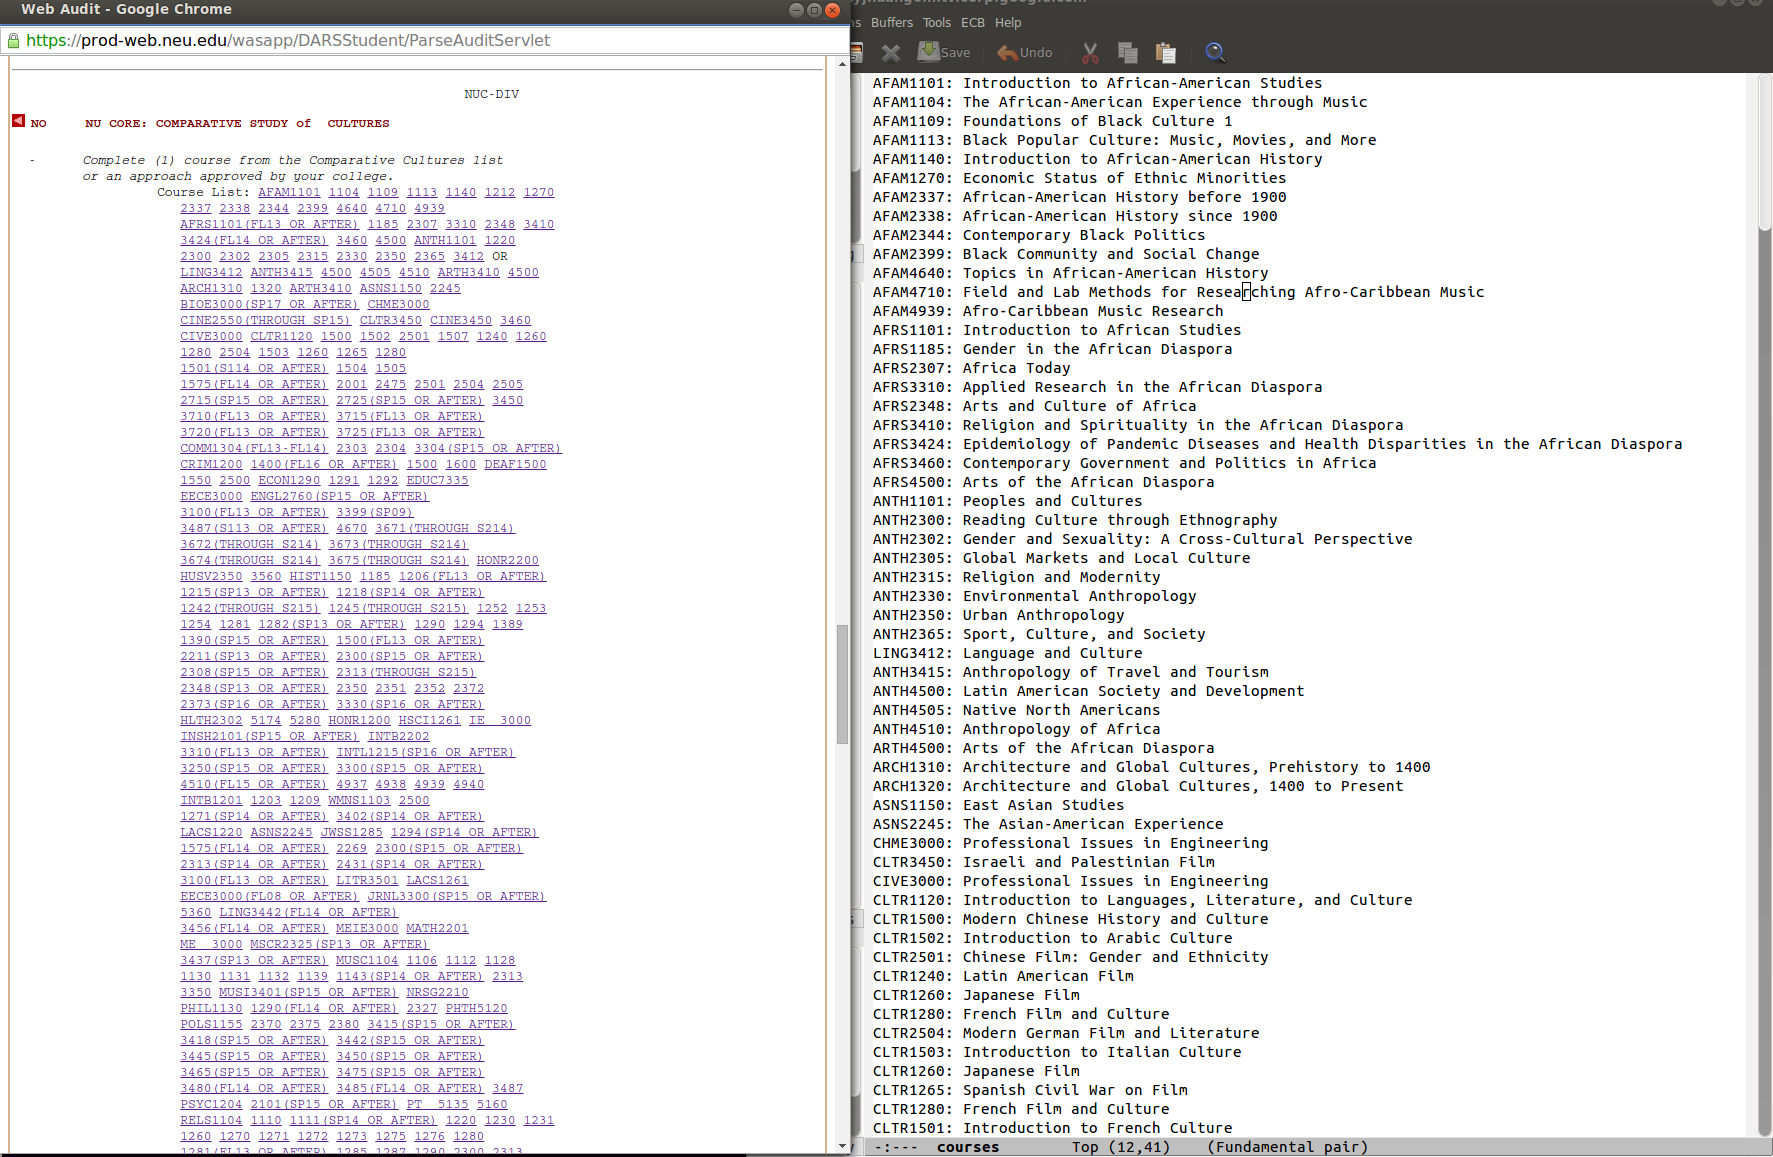 Web Audit - Google Chrome
https://prod-web.neu.edu/wasapp/DARSStudent/ParseAuditServlet
NUC-DIV
NO NU CORE: COMPARATIVE STUDY of CULTURES
- Complete (1) course from the Comparative Cultures list
or an approach approved by your college.
Course List: AFAM1101 1104 1109 1113 1140 1212 1270
2337 2338 2344 2399 4640 4710 4939
AFRS1101(FL13 OR AFTER) 1185 2307 3310 2348 3410
3424(FL14 OR AFTER) 3460 4500 ANTH1101 1220
2300 2302 2305 2315 2330 2350 2365 3412 OR
LING3412 ANTH3415 4500 4505 4510 ARTH3410 4500
ARCH1310 1320 ARTH3410 ASNS1150 2245
BIOE3000(SP17 OR AFTER) CHME3000
CINE2550(THROUGH SP15) CLTR3450 CINE3450 3460
CIVE3000 CLTR1120 1500 1502 2501 1507 1240 1260
1280 2504 1503 1260 1265 1280
1501(S114 OR AFTER) 1504 1505
1575(FL14 OR AFTER) 2001 2475 2501 2504 2505
2715(SP15 OR AFTER) 2725(SP15 OR AFTER) 3450
3710(FL13 OR AFTER) 3715(FL13 OR AFTER)
3720(FL13 OR AFTER) 3725(FL13 OR AFTER)
COMM1304(FL13-FL14) 2303 2304 3304(SP15 OR AFTER)
CRIM1200 1400(FL16 OR AFTER) 1500 1600 DEAF1500
1550 2500 ECON1290 1291 1292 EDUC7335
EECE3000 ENGL2760(SP15 OR AFTER)
3100(FL13 OR AFTER) 3399(SP09)
3487(S113 OR AFTER) 4670 3671(THROUGH S214)
3672(THROUGH S214) 3673(THROUGH S214)
3674(THROUGH S214) 3675(THROUGH S214) HONR2200
HUSV2350 3560 HIST1150 1185 1206(FL13 OR AFTER)
1215(SP13 OR AFTER) 1218(SP14 OR AFTER)
1242(THROUGH S215) 1245(THROUGH S215) 1252 1253
1254 1281 1282(SP13 OR AFTER) 1290 1294 1389
1390(SP15 OR AFTER) 1500(FL13 OR AFTER)
2211(SP13 OR AFTER) 2300(SP15 OR AFTER)
2308(SP15 OR AFTER) 2313(THROUGH S215)
2348(SP13 OR AFTER) 2350 2351 2352 2372
2373(SP16 OR AFTER) 3330(SP16 OR AFTER)
HLTH2302 5174 5280 HONR1200 HSCI1261 IE 3000
INSH2101(SP15 OR AFTER) INTB2202
3310(FL13 OR AFTER) INTL1215(SP16 OR AFTER)
3250(SP15 OR AFTER) 3300(SP15 OR AFTER)
4510(FL15 OR AFTER) 4937 4938 4939 4940
INTB1201 1203 1209 WMNS1103 2500
1271(SP14 OR AFTER) 3402(SP14 OR AFTER)
LACS1220 ASNS2245 JWSS1285 1294(SP14 OR AFTER)
1575(FL14 OR AFTER) 2269 2300(SP15 OR AFTER)
2313(SP14 OR AFTER) 2431(SP14 OR AFTER)
3100(FL13 OR AFTER) LITR3501 LACS1261
EECE3000(FL08 OR AFTER) JRNL3300(SP15 OR AFTER)
5360 LING3442(FL14 OR AFTER)
3456(FL14 OR AFTER) MEIE3000 MATH2201
ME 3000 MSCR2325(SP13 OR AFTER)
3437(SP13 OR AFTER) MUSC1104 1106 1112 1128
1130 1131 1132 1139 1143(SP14 OR AFTER) 2313
3350 MUSI3401(SP15 OR AFTER) NRSG2210
PHIL1130 1290(FL14 OR AFTER) 2327 PHTH5120
POLS1155 2370 2375 2380 3415(SP15 OR AFTER)
3418(SP15 OR AFTER) 3442(SP15 OR AFTER)
3445(SP15 OR AFTER) 3450(SP15 OR AFTER)
3465(SP15 OR AFTER) 3475(SP15 OR AFTER)
3480(FL14 OR AFTER) 3485(FL14 OR AFTER) 3487
PSYC1204 2101(SP15 OR AFTER) PT 5135 5160
RELS1104 1110 1111(SP14 OR AFTER) 1220 1230 1231
1260 1270 1271 1272 1273 1275 1276 1280
1281(FL13 OR AFTER) 1285 1287 1290 2300 2313
Buffers Tools ECB Help
Save Undo
AFAM1101: Introduction to African-American Studies
AFAM1104: The African-American Experience through Music
AFAM1109: Foundations of Black Culture 1
AFAM1113: Black Popular Culture: Music, Movies, and More
AFAM1140: Introduction to African-American History
AFAM1270: Economic Status of Ethnic Minorities
AFAM2337: African-American History before 1900
AFAM2338: African-American History since 1900
AFAM2344: Contemporary Black Politics
AFAM2399: Black Community and Social Change
AFAM4640: Topics in African-American History
AFAM4710: Field and Lab Methods for Researching Afro-Caribbean Music
AFAM4939: Afro-Caribbean Music Research
AFRS1101: Introduction to African Studies
AFRS1185: Gender in the African Diaspora
AFRS2307: Africa Today
AFRS3310: Applied Research in the African Diaspora
AFRS2348: Arts and Culture of Africa
AFRS3410: Religion and Spirituality in the African Diaspora
AFRS3424: Epidemiology of Pandemic Diseases and Health Disparities in the African Diaspora
AFRS3460: Contemporary Government and Politics in Africa
AFRS4500: Arts of the African Diaspora
ANTH1101: Peoples and Cultures
ANTH2300: Reading Culture through Ethnography
ANTH2302: Gender and Sexuality: A Cross-Cultural Perspective
ANTH2305: Global Markets and Local Culture
ANTH2315: Religion and Modernity
ANTH2330: Environmental Anthropology
ANTH2350: Urban Anthropology
ANTH2365: Sport, Culture, and Society
LING3412: Language and Culture
ANTH3415: Anthropology of Travel and Tourism
ANTH4500: Latin American Society and Development
ANTH4505: Native North Americans
ANTH4510: Anthropology of Africa
ARTH4500: Arts of the African Diaspora
ARCH1310: Architecture and Global Cultures, Prehistory to 1400
ARCH1320: Architecture and Global Cultures, 1400 to Present
ASNS1150: East Asian Studies
ASNS2245: The Asian-American Experience
CHME3000: Professional Issues in Engineering
CLTR3450: Israeli and Palestinian Film
CIVE3000: Professional Issues in Engineering
CLTR1120: Introduction to Languages, Literature, and Culture
CLTR1500: Modern Chinese History and Culture
CLTR1502: Introduction to Arabic Culture
CLTR2501: Chinese Film: Gender and Ethnicity
CLTR1240: Latin American Film
CLTR1260: Japanese Film
CLTR1280: French Film and Culture
CLTR2504: Modern German Film and Literature
CLTR1503: Introduction to Italian Culture
CLTR1260: Japanese Film
CLTR1265: Spanish Civil War on Film
CLTR1280: French Film and Culture
CLTR1501: Introduction to French Culture
-:--- courses Top (12,41) (Fundamental pair)